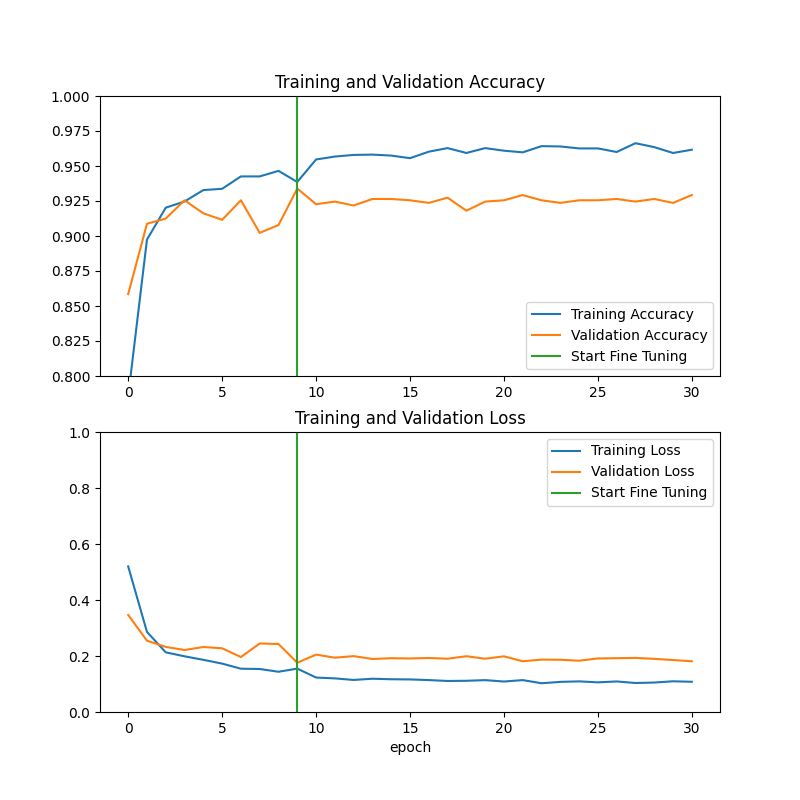 Training and Validation Accuracy
1.000
0.975
0.950
0.925
0.900
0.875
0.850
0.825
0.800
Training Accuracy
Validation Accuracy
Start Fine Tuning
0 5 10 15 20 25 30
Training and Validation Loss
1.0
0.8
0.6
0.4
0.2
0.0
Training Loss
Validation Loss
Start Fine Tuning
0 5 10 15 20 25 30
epoch